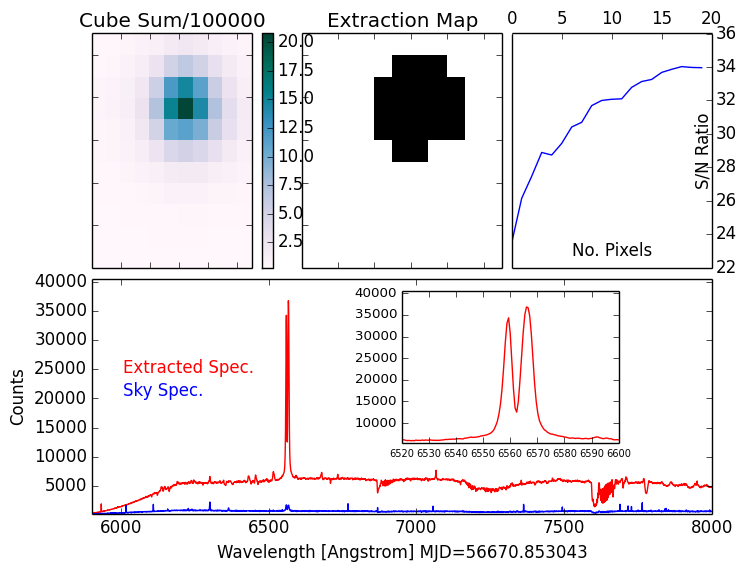 Cube Sum/100000
Extraction Map
0 5 10 15 20
20.0
17.5
15.0
12.5
10.0
7.5
5.0
2.5
36
34
32
30
28
26
24
22
S/N Ratio
No. Pixels
40000
35000
30000
25000
20000
15000
10000
5000
Counts
Extracted Spec.
Sky Spec.
40000
35000
30000
25000
20000
15000
10000
6520 6530 6540 6550 6560 6570 6580 6590 6600
6000 6500 7000 7500 8000
Wavelength [Angstrom] MJD=56670.853043